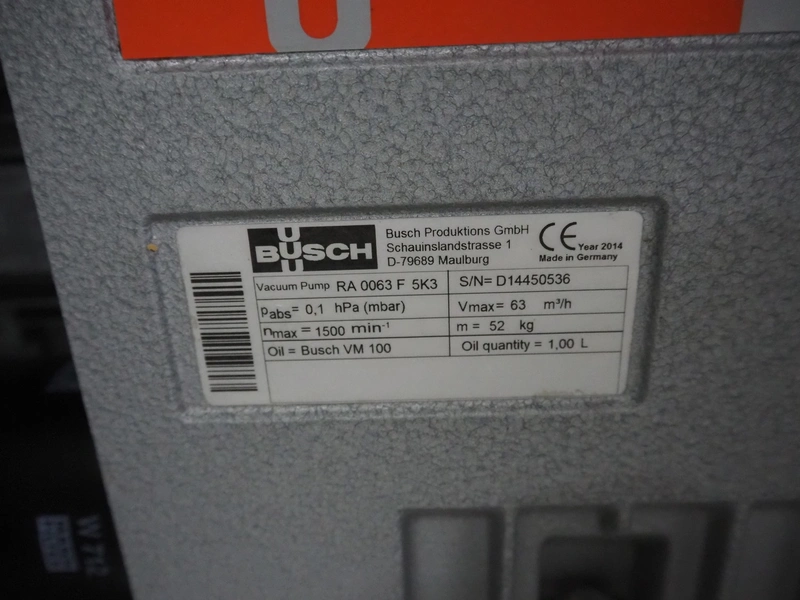 BUSCH
Busch Produktions GmbH
Schauinslandstrasse 1
D-79689 Maulburg
CE Year 2014
Made in Germany
Vacuum Pump RA 0063 F 5K3
S/N= D14450536
Pabs= 0,1 hPa (mbar)
Vmax= 63 m³/h
nmax= 1500 min⁻¹
m = 52 kg
Oil = Busch VM 100
Oil quantity = 1,00 L
W 712